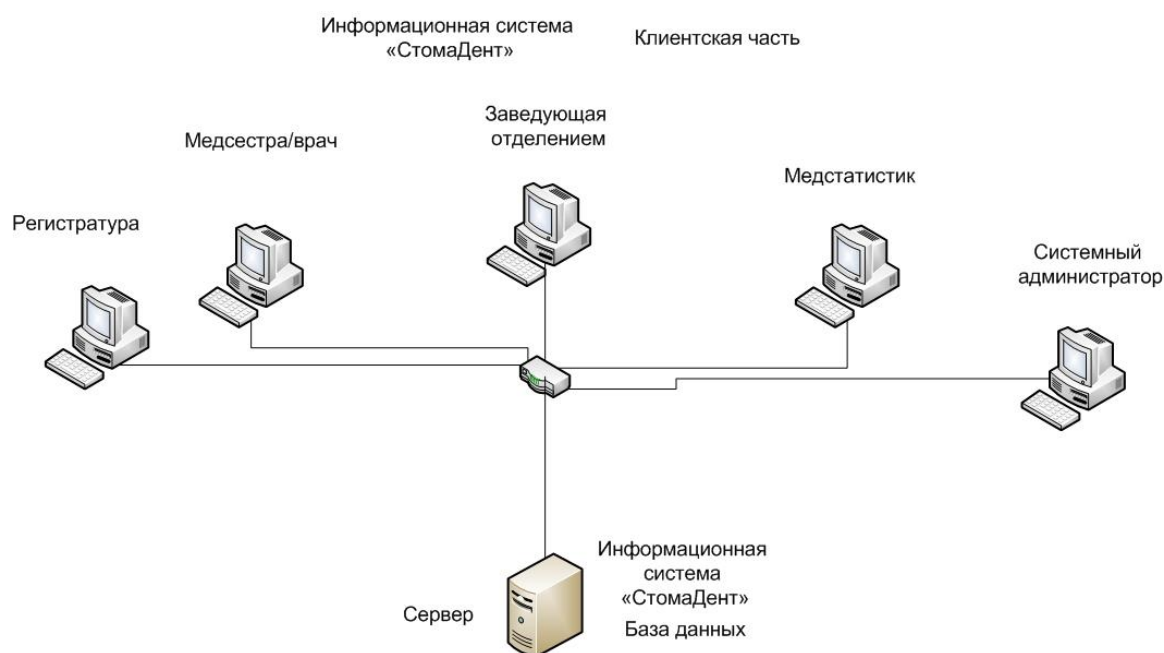 Информационная система
«СтомаДент»
Клиентская часть
Заведующая
отделением
Медсестра/врач
Медстатистик
Регистратура
Системный
администратор
Сервер
Информационная
система
«СтомаДент»
База данных